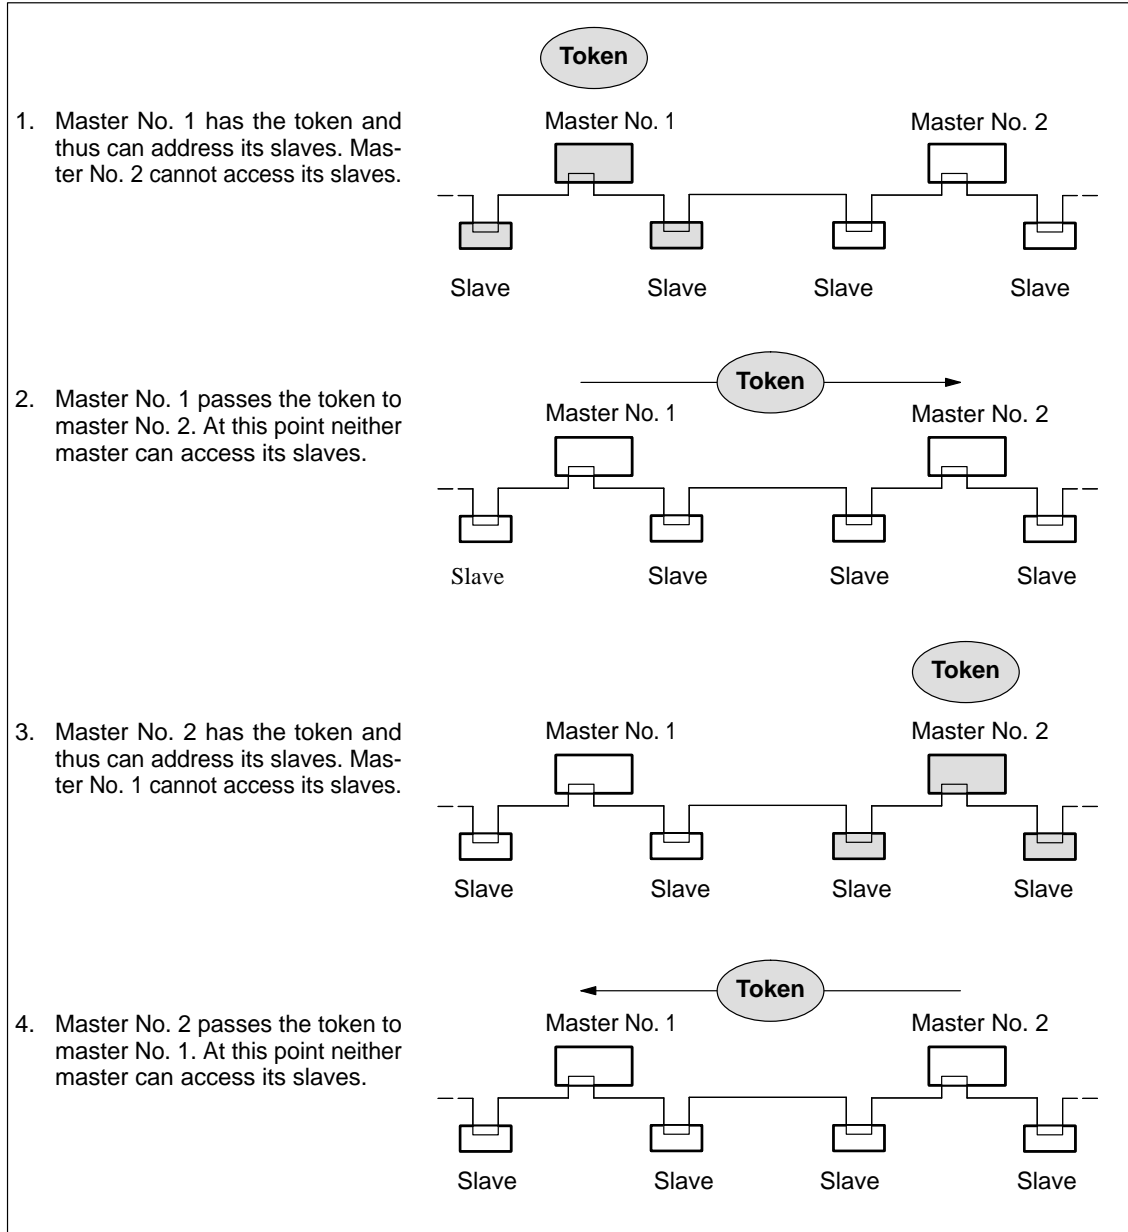 Token
1. Master No. 1 has the token and
thus can address its slaves. Mas-
ter No. 2 cannot access its slaves.
Master No. 1
Master No. 2
Slave
Slave
Slave
Slave
Token
2. Master No. 1 passes the token to
master No. 2. At this point neither
master can access its slaves.
Master No. 1
Master No. 2
Slave
Slave
Slave
Slave
Token
3. Master No. 2 has the token and
thus can address its slaves. Mas-
ter No. 1 cannot access its slaves.
Master No. 1
Master No. 2
Slave
Slave
Slave
Slave
Token
4. Master No. 2 passes the token to
master No. 1. At this point neither
master can access its slaves.
Master No. 1
Master No. 2
Slave
Slave
Slave
Slave